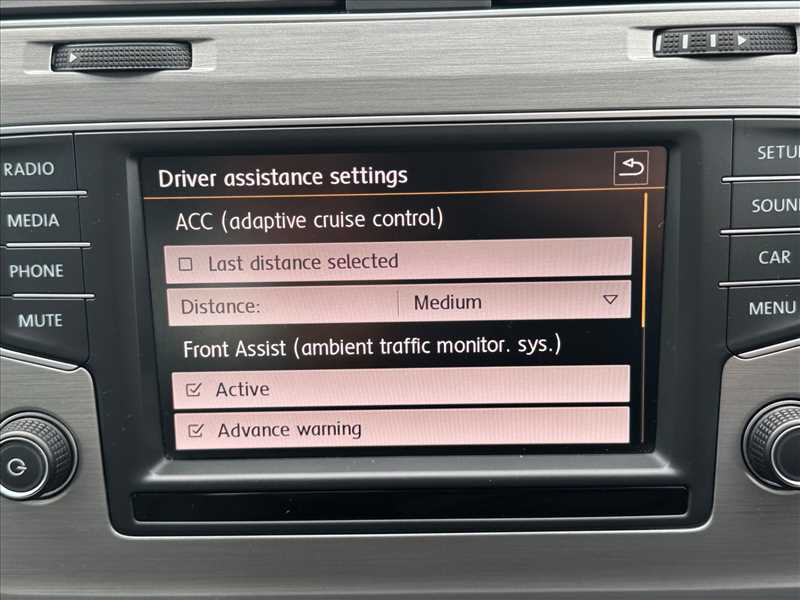 Driver assistance settings
ACC (adaptive cruise control)
Last distance selected
Distance: Medium
Front Assist (ambient traffic monitor. sys.)
Active
Advance warning
RADIO
MEDIA
PHONE
MUTE
SETU
SOUN
CAR
MENU